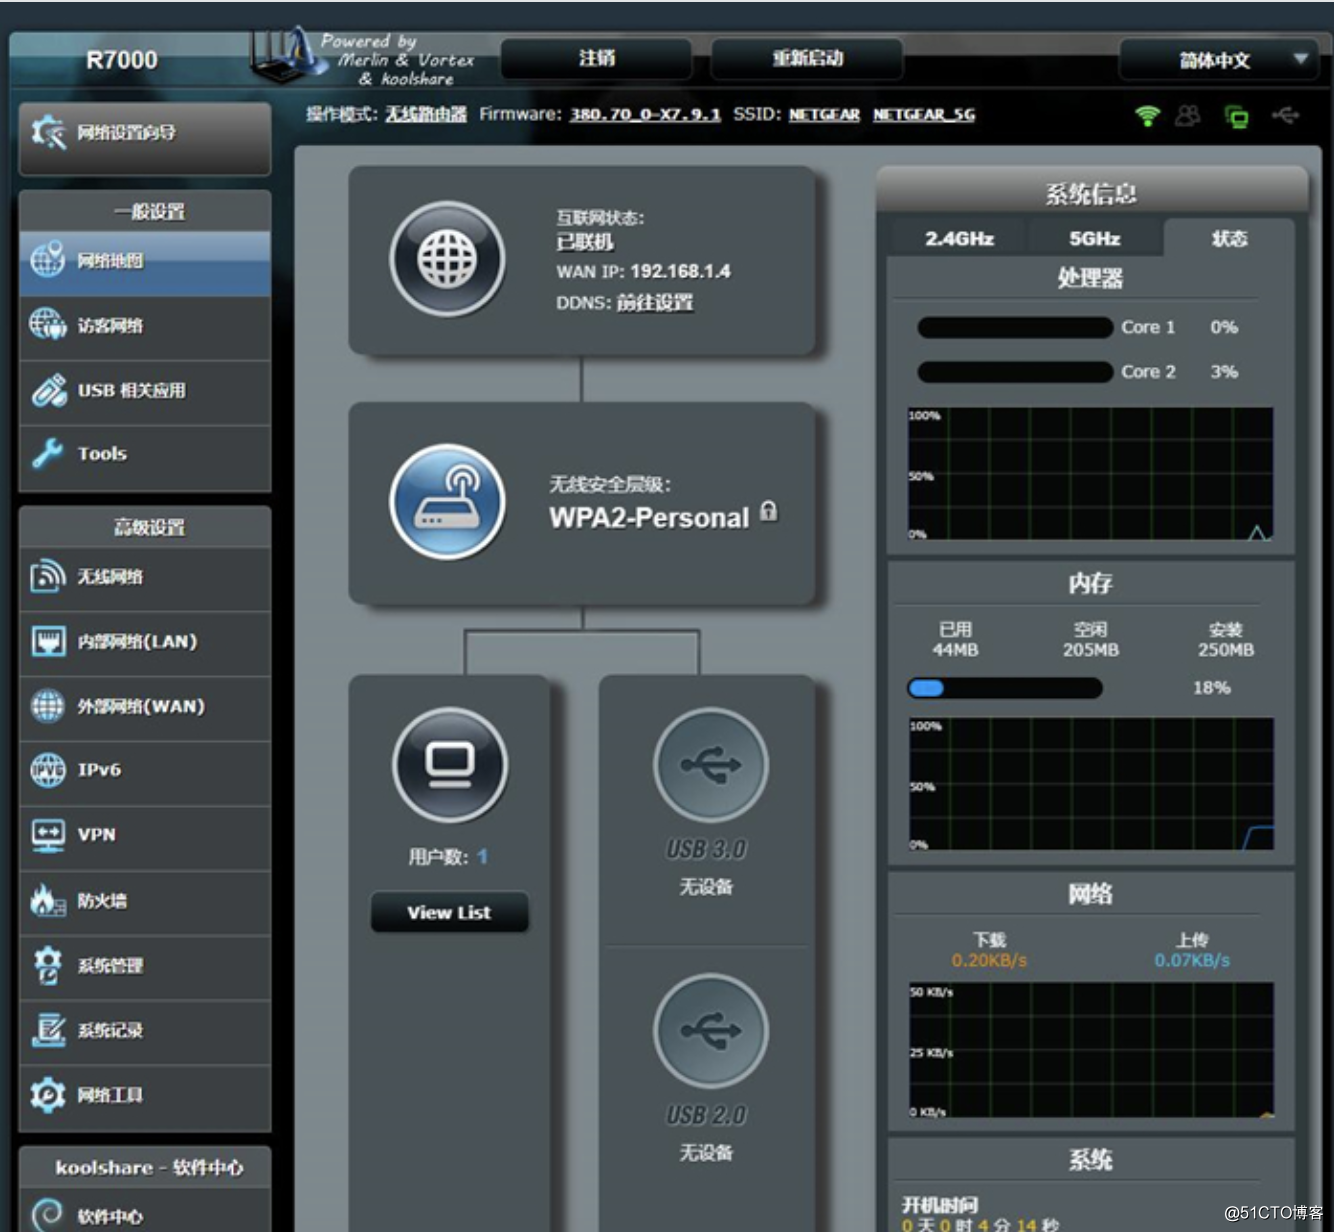 R7000
Powered by
Merlin & Vortex
& koolshare
注销
重新启动
简体中文
操作模式: 无线路由器 Firmware: 380.70_0-X7.9.1 SSID: NETGEAR NETGEAR_5G
网络设置向导
一般设置
网络地图
访客网络
USB 相关应用
Tools
高级设置
无线网络
内部网络(LAN)
外部网络(WAN)
IPv6
VPN
防火墙
系统管理
系统记录
网络工具
koolshare - 软件中心
软件中心
互联网状态:
已联机
WAN IP: 192.168.1.4
DDNS: 前往设置
无线安全层级:
WPA2-Personal
用户数: 1
View List
USB 3.0
无设备
USB 2.0
无设备
系统信息
2.4GHz 5GHz 状态
处理器
Core 1 0%
Core 2 3%
100%
50%
0%
内存
已用 空闲 安装
44MB 205MB 250MB
18%
100%
50%
0%
网络
下载 上传
0.20KB/s 0.07KB/s
50 KB/s
25 KB/s
0 KB/s
系统
开机时间
0 天 0 时 4 分 14 秒
@51CTO博客